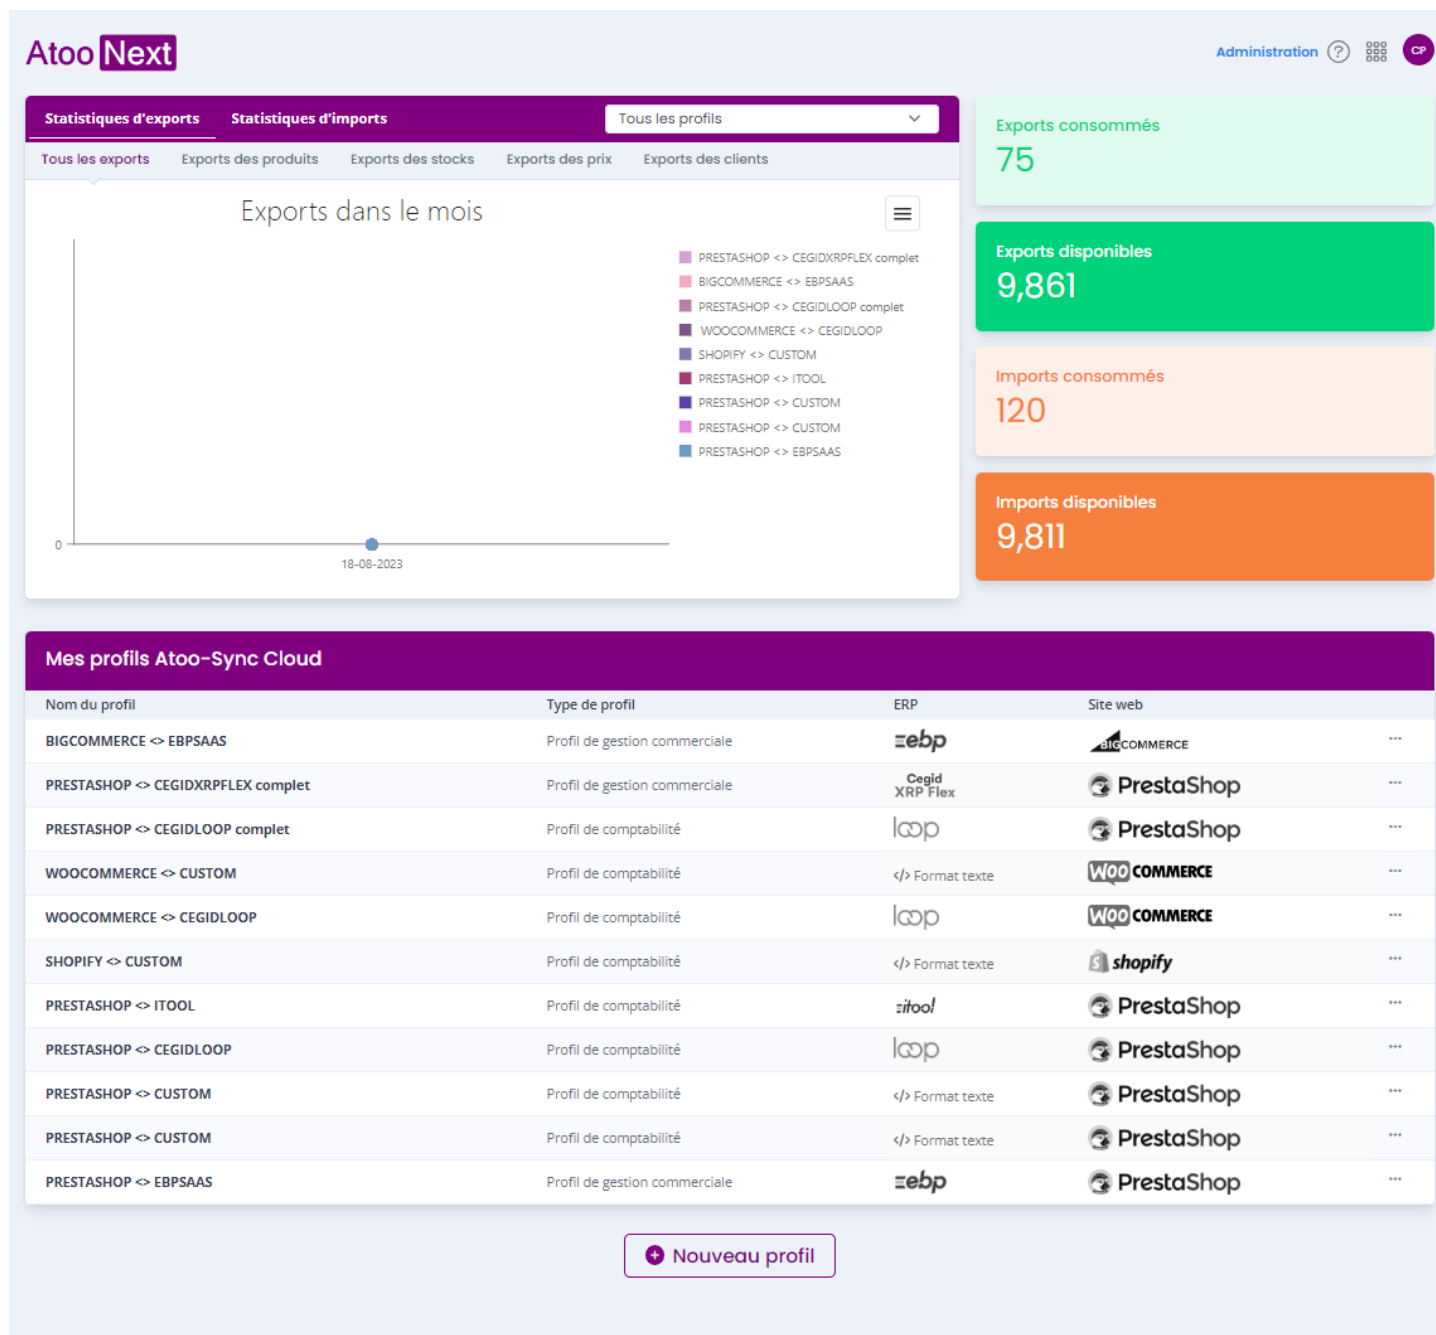 Atoo Next
Administration ? CP
Statistiques d'exports Statistiques d'imports Tous les profils
Tous les exports Exports des produits Exports des stocks Exports des prix Exports des clients
Exports dans le mois
PRESTASHOP <> CEGIDXRPFLEX complet
BIGCOMMERCE <> EBPSAAS
PRESTASHOP <> CEGIDLOOP complet
WOOCOMMERCE <> CEGIDLOOP
SHOPIFY <> CUSTOM
PRESTASHOP <> ITOOL
PRESTASHOP <> CUSTOM
PRESTASHOP <> CUSTOM
PRESTASHOP <> EBPSAAS
0
18-08-2023
Exports consommés
75
Exports disponibles
9,861
Imports consommés
120
Imports disponibles
9,811
Mes profils Atoo-Sync Cloud
Nom du profil Type de profil ERP Site web
BIGCOMMERCE <> EBPSAAS Profil de gestion commerciale ebp BIGCOMMERCE ...
PRESTASHOP <> CEGIDXRPFLEX complet Profil de gestion commerciale Cegid XRP Flex PrestaShop ...
PRESTASHOP <> CEGIDLOOP complet Profil de comptabilité loop PrestaShop ...
WOOCOMMERCE <> CUSTOM Profil de comptabilité </> Format texte WOO COMMERCE ...
WOOCOMMERCE <> CEGIDLOOP Profil de comptabilité loop WOO COMMERCE ...
SHOPIFY <> CUSTOM Profil de comptabilité </> Format texte shopify ...
PRESTASHOP <> ITOOL Profil de comptabilité itool PrestaShop ...
PRESTASHOP <> CEGIDLOOP Profil de comptabilité loop PrestaShop ...
PRESTASHOP <> CUSTOM Profil de comptabilité </> Format texte PrestaShop ...
PRESTASHOP <> CUSTOM Profil de comptabilité </> Format texte PrestaShop ...
PRESTASHOP <> EBPSAAS Profil de gestion commerciale ebp PrestaShop ...
Nouveau profil